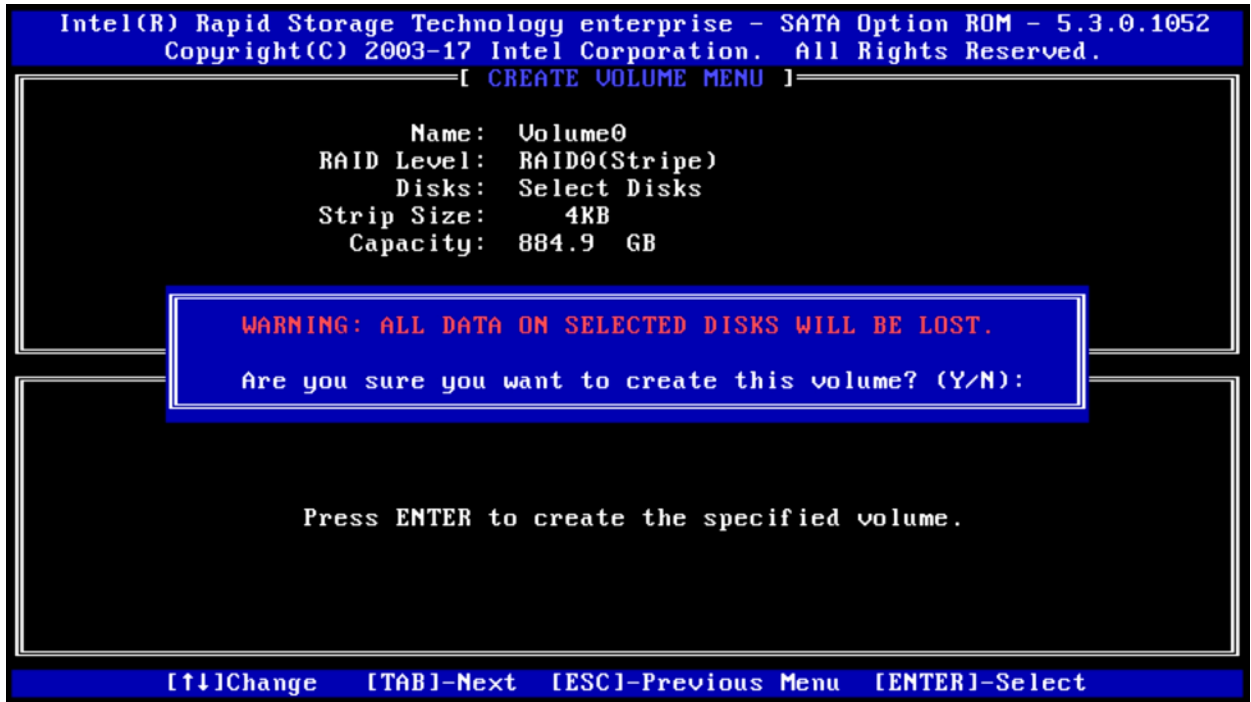 Intel(R) Rapid Storage Technology enterprise - SATA Option ROM - 5.3.0.1052
Copyright(C) 2003-17 Intel Corporation. All Rights Reserved.
[ CREATE VOLUME MENU ]
Name: Volume0
RAID Level: RAID0(Stripe)
Disks: Select Disks
Strip Size: 4KB
Capacity: 884.9 GB
WARNING: ALL DATA ON SELECTED DISKS WILL BE LOST.
Are you sure you want to create this volume? (Y/N):
Press ENTER to create the specified volume.
[↑↓]Change [TAB]-Next [ESC]-Previous Menu [ENTER]-Select